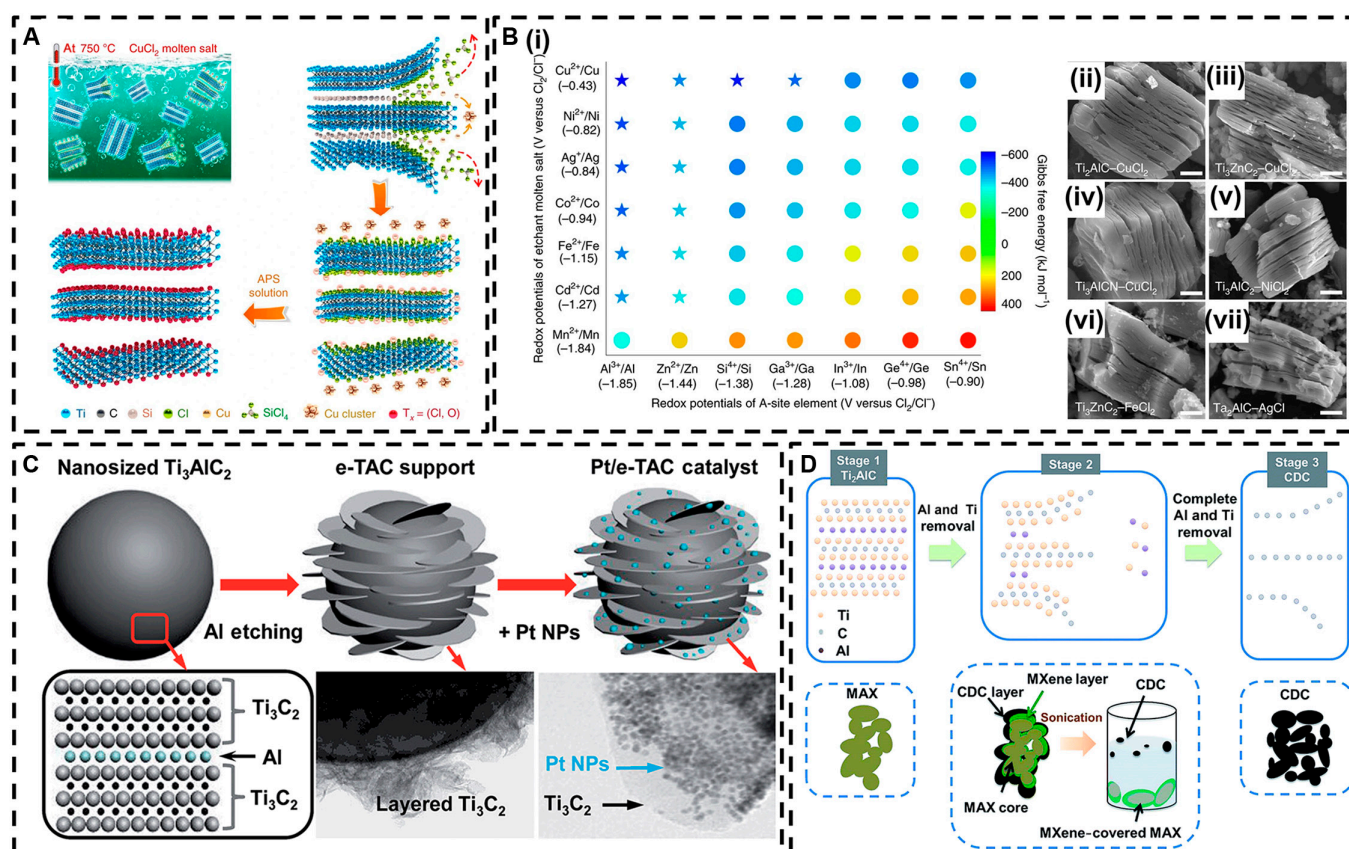 A
At 750 °C CuCl₂ molten salt
APS
solution
Ti C Si Cl Cu SiCl₄ Cu cluster Tₓ = (Cl, O)
B
(i)
Redox potentials of etchant molten salt (V versus Cl₂/Cl⁻)
Cu²⁺/Cu
(−0.43)
Ni²⁺/Ni
(−0.82)
Ag⁺/Ag
(−0.84)
Co²⁺/Co
(−0.94)
Fe²⁺/Fe
(−1.15)
Cd²⁺/Cd
(−1.27)
Mn²⁺/Mn
(−1.84)
Al³⁺/Al Zn²⁺/Zn Si⁴⁺/Si Ga³⁺/Ga In³⁺/In Ge⁴⁺/Ge Sn⁴⁺/Sn
(−1.85) (−1.44) (−1.38) (−1.28) (−1.08) (−0.98) (−0.90)
Redox potentials of A-site element (V versus Cl₂/Cl⁻)
−600
−400
−200
0
200
400
Gibbs free energy (kJ mol⁻¹)
(ii)
Ti₂AlC–CuCl₂
(iii)
Ti₃ZnC₂–CuCl₂
(iv)
Ti₃AlCN–CuCl₂
(v)
Ti₃AlC₂–NiCl₂
(vi)
Ti₃ZnC₂–FeCl₂
(vii)
Ta₂AlC–AgCl
C
Nanosized Ti₃AlC₂
e-TAC support
Pt/e-TAC catalyst
Al etching
+ Pt NPs
Ti₃C₂
Al
Ti₃C₂
Layered Ti₃C₂
Pt NPs
Ti₃C₂
D
Stage 1
Ti₂AlC
Al and Ti
removal
Stage 2
Complete
Al and Ti
removal
Stage 3
CDC
Ti
C
Al
MAX
CDC layer
MXene layer
MAX core
Sonication
CDC
MXene-covered MAX
CDC